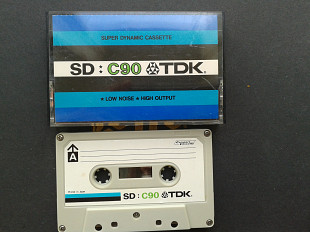 SUPER DYNAMIC CASSETTE
SD : C90 TDK.
★ LOW NOISE ★ HIGH OUTPUT
A
SD : C90 TDK.